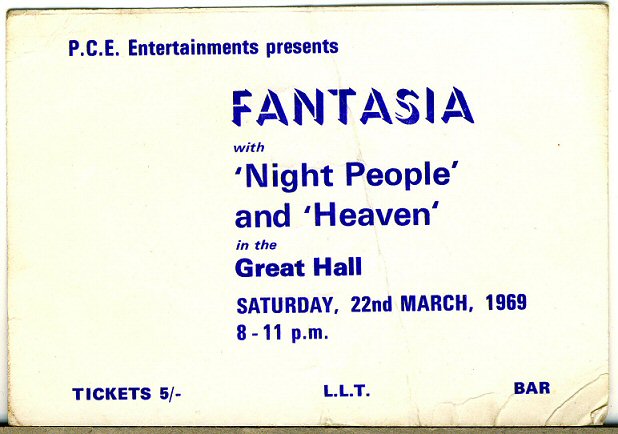 P.C.E. Entertainments presents
FANTASIA
with
'Night People'
and 'Heaven'
in the
Great Hall
SATURDAY, 22nd MARCH, 1969
8 - 11 p.m.
TICKETS 5/- L.L.T. BAR